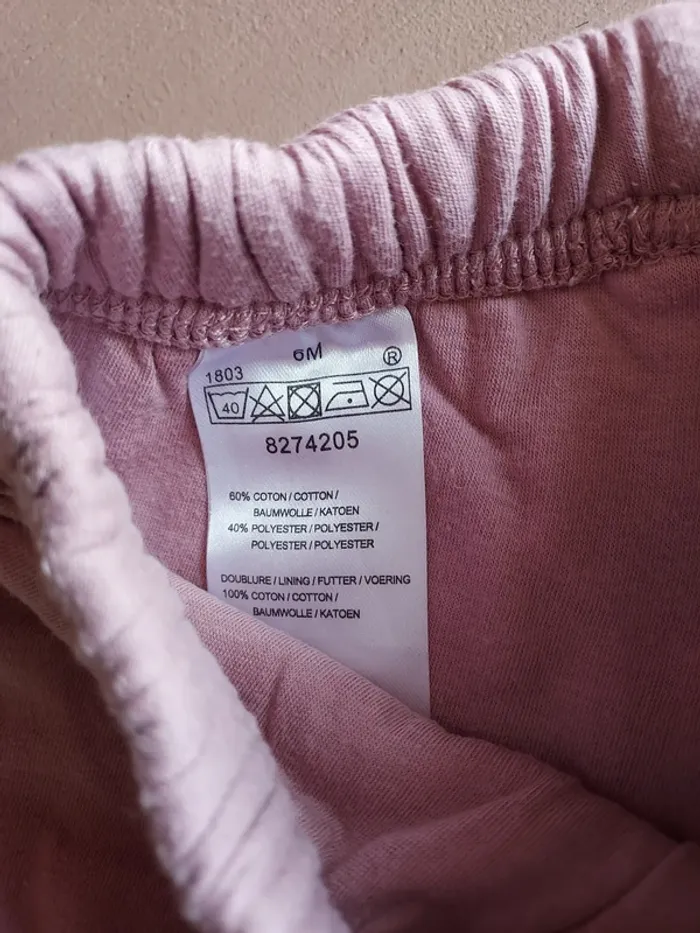 6M
1803 ®
40
8274205
60% COTON / COTTON /
BAUMWOLLE / KATOEN
40% POLYESTER / POLYESTER /
POLYESTER / POLYESTER
DOUBLURE / LINING / FUTTER / VOERING
100% COTON / COTTON /
BAUMWOLLE / KATOEN